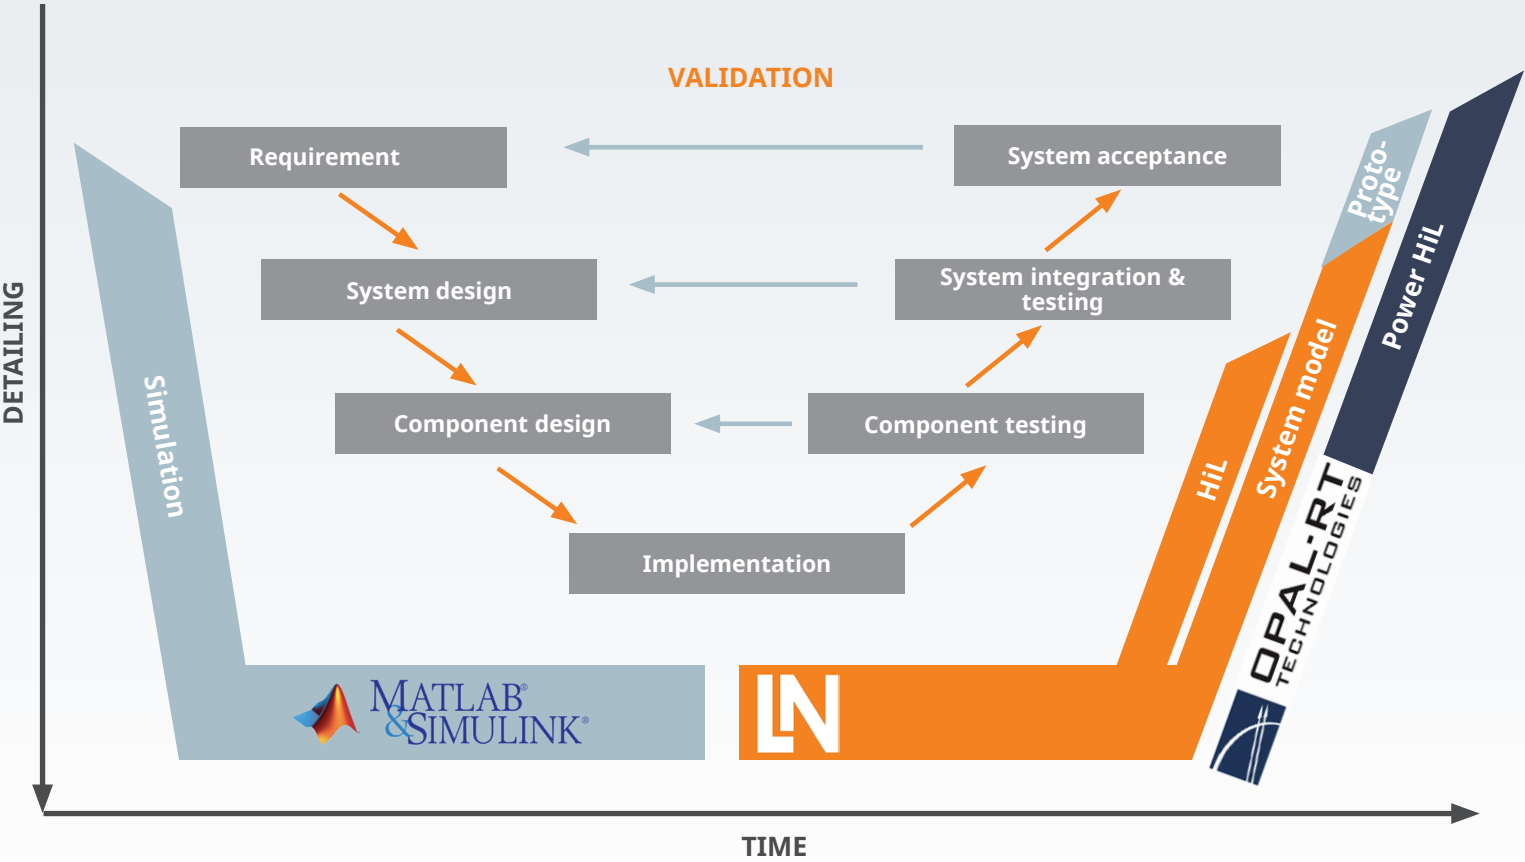 VALIDATION
Requirement
System acceptance
System design
System integration &
testing
Component design
Component testing
Implementation
DETAILING
Simulation
MATLAB®
&SIMULINK®
LN
HiL
System model
Proto-
type
Power HiL
OPAL-RT
TECHNOLOGIES
TIME